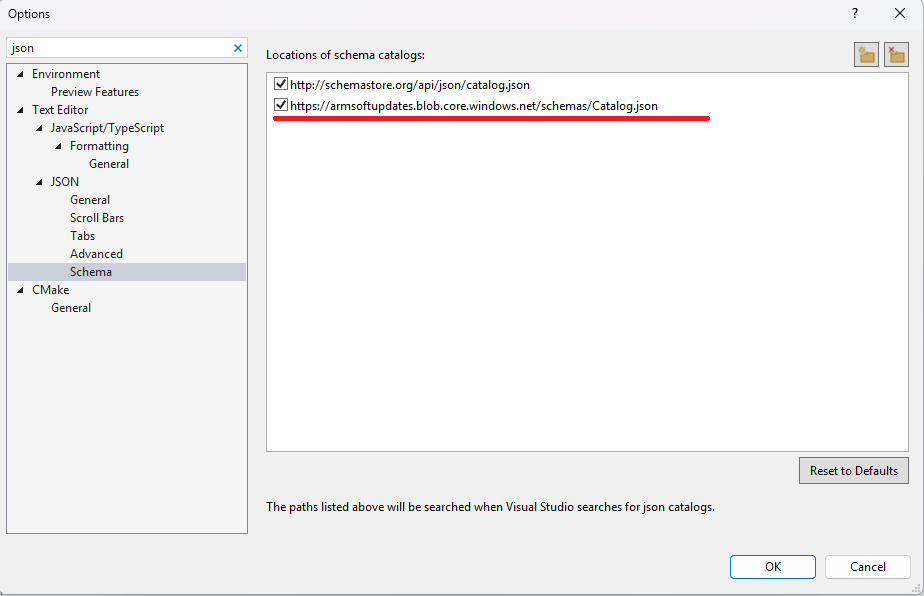 Options
?
json
Environment
Preview Features
Text Editor
JavaScript/TypeScript
Formatting
General
JSON
General
Scroll Bars
Tabs
Advanced
Schema
CMake
General
Locations of schema catalogs:
http://schemastore.org/api/json/catalog.json
https://armsoftupdates.blob.core.windows.net/schemas/Catalog.json
Reset to Defaults
The paths listed above will be searched when Visual Studio searches for json catalogs.
OK
Cancel